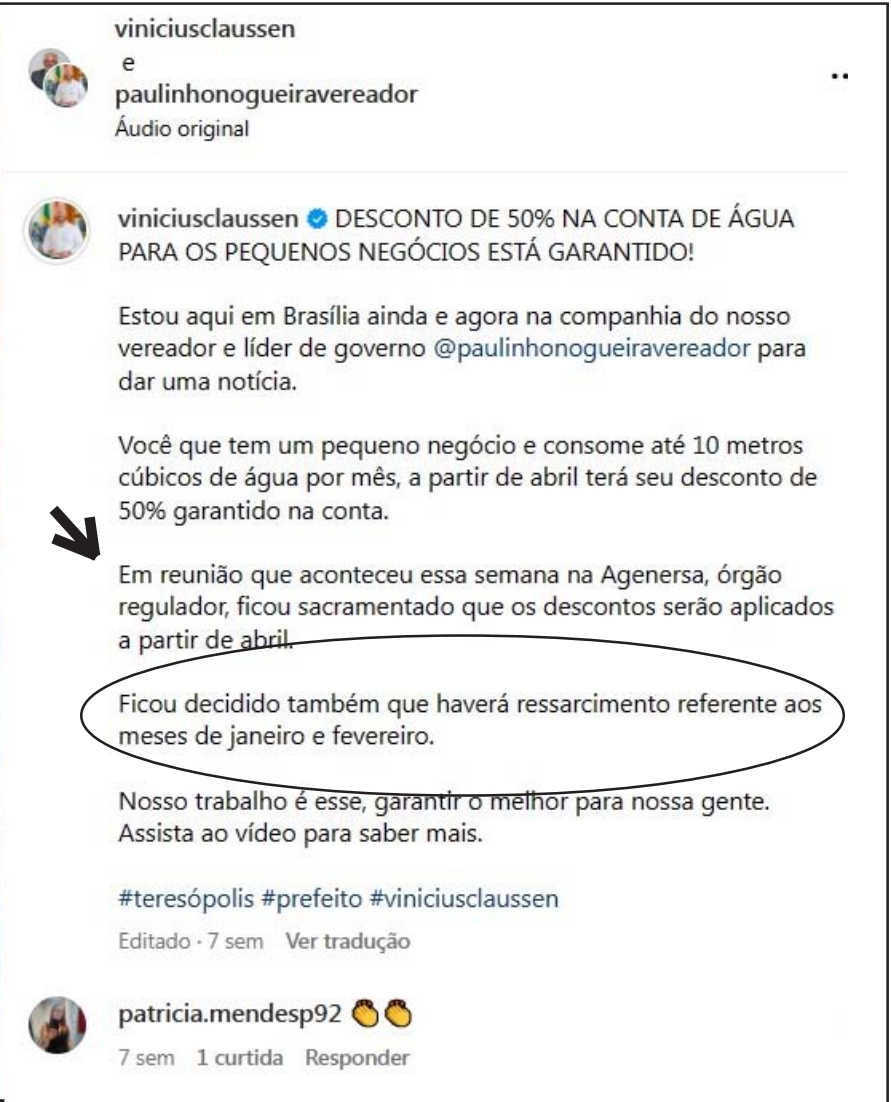 viniciusclaussen
e
paulinhonogueiravereador
Áudio original
viniciusclaussen DESCONTO DE 50% NA CONTA DE ÁGUA
PARA OS PEQUENOS NEGÓCIOS ESTÁ GARANTIDO!
Estou aqui em Brasília ainda e agora na companhia do nosso
vereador e líder de governo @paulinhonogueiravereador para
dar uma notícia.
Você que tem um pequeno negócio e consome até 10 metros
cúbicos de água por mês, a partir de abril terá seu desconto de
50% garantido na conta.
Em reunião que aconteceu essa semana na Agenersa, órgão
regulador, ficou sacramentado que os descontos serão aplicados
a partir de abril.
Ficou decidido também que haverá ressarcimento referente aos
meses de janeiro e fevereiro.
Nosso trabalho é esse, garantir o melhor para nossa gente.
Assista ao vídeo para saber mais.
#teresópolis #prefeito #viniciusclaussen
Editado · 7 sem Ver tradução
patricia.mendesp92 👏👏
7 sem 1 curtida Responder